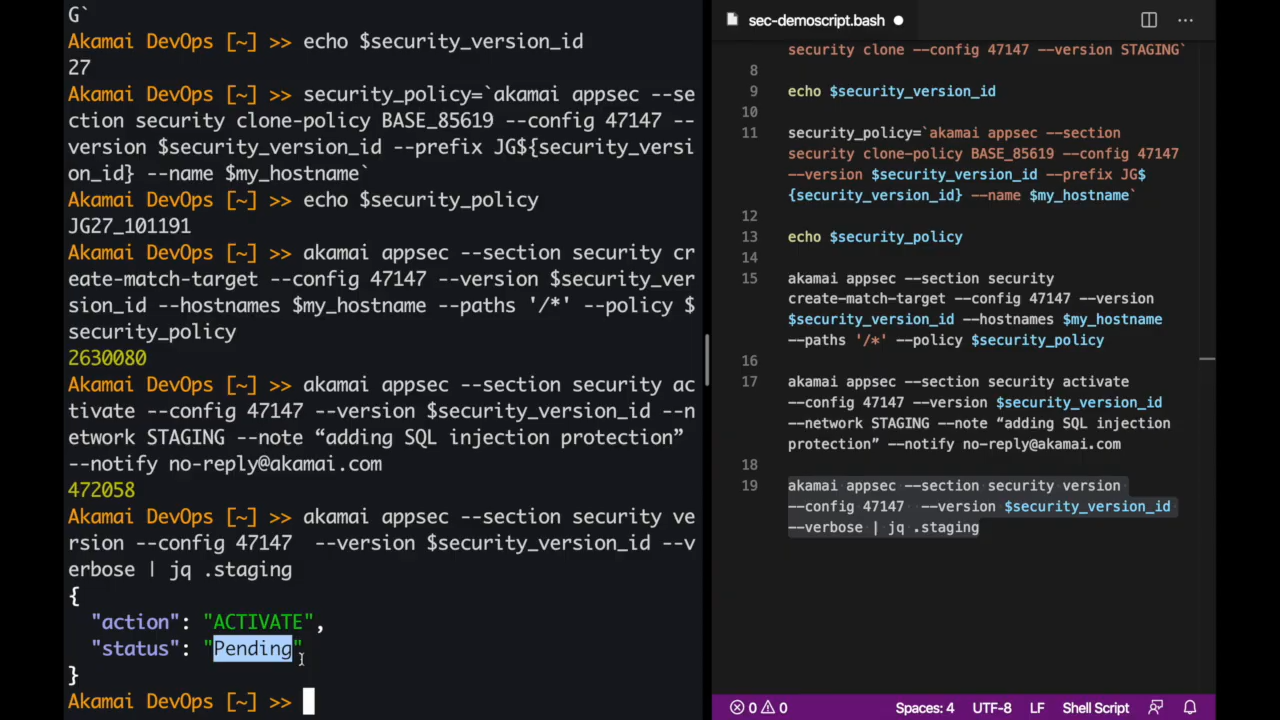 G`
Akamai DevOps [~] >> echo $security_version_id
27
Akamai DevOps [~] >> security_policy=`akamai appsec --se
ction security clone-policy BASE_85619 --config 47147 --
version $security_version_id --prefix JG${security_versi
on_id} --name $my_hostname`
Akamai DevOps [~] >> echo $security_policy
JG27_101191
Akamai DevOps [~] >> akamai appsec --section security cr
eate-match-target --config 47147 --version $security_ver
sion_id --hostnames $my_hostname --paths '/*' --policy $
security_policy
2630080
Akamai DevOps [~] >> akamai appsec --section security ac
tivate --config 47147 --version $security_version_id --n
etwork STAGING --note “adding SQL injection protection”
--notify no-reply@akamai.com
472058
Akamai DevOps [~] >> akamai appsec --section security ve
rsion --config 47147  --version $security_version_id --v
erbose | jq .staging
{
  "action": "ACTIVATE",
  "status": "Pending"
}
Akamai DevOps [~] >>
sec-demoscript.bash
security clone --config 47147 --version STAGING`
8
9 echo $security_version_id
10
11 security_policy=`akamai appsec --section
security clone-policy BASE_85619 --config 47147
--version $security_version_id --prefix JG$
{security_version_id} --name $my_hostname`
12
13 echo $security_policy
14
15 akamai appsec --section security
create-match-target --config 47147 --version
$security_version_id --hostnames $my_hostname
--paths '/*' --policy $security_policy
16
17 akamai appsec --section security activate
--config 47147 --version $security_version_id
--network STAGING --note “adding SQL injection
protection” --notify no-reply@akamai.com
18
19 akamai appsec --section security version
--config 47147  --version $security_version_id
--verbose | jq .staging
0 0 Spaces: 4 UTF-8 LF Shell Script